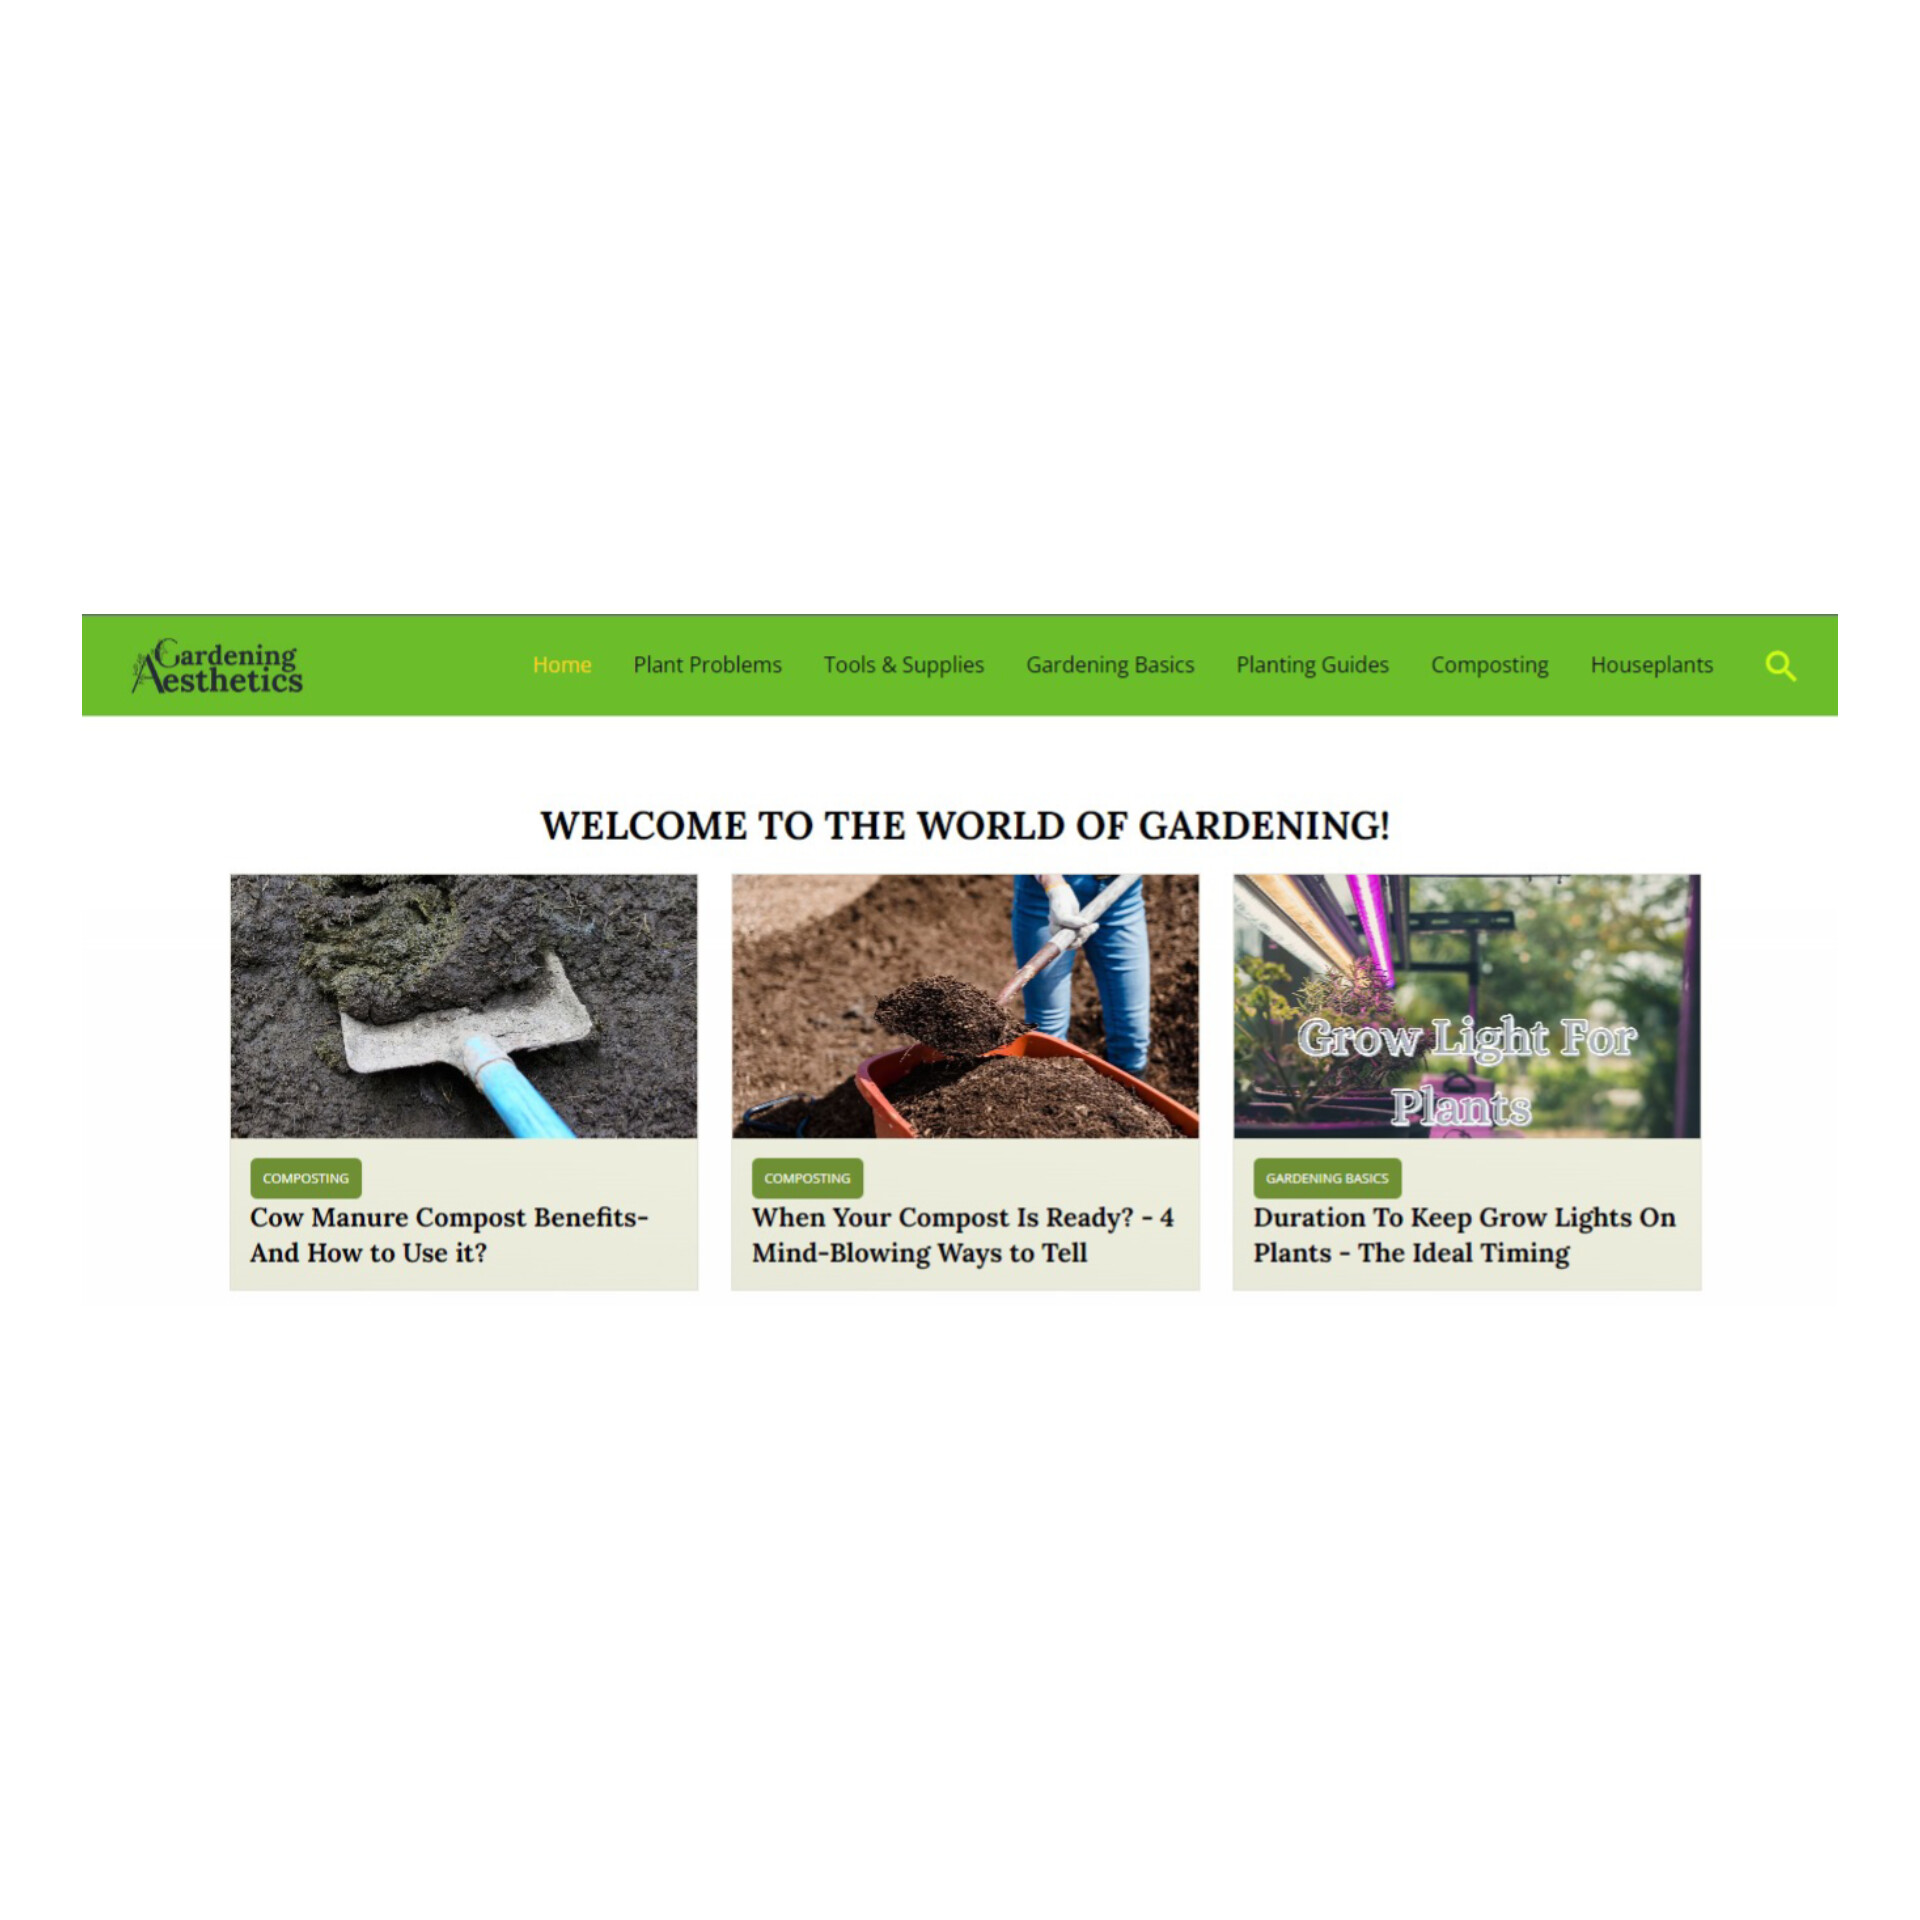 Gardening
Aesthetics
Home Plant Problems Tools & Supplies Gardening Basics Planting Guides Composting Houseplants
WELCOME TO THE WORLD OF GARDENING!
Grow Light For
Plants
COMPOSTING
Cow Manure Compost Benefits-
And How to Use it?
COMPOSTING
When Your Compost Is Ready? - 4
Mind-Blowing Ways to Tell
GARDENING BASICS
Duration To Keep Grow Lights On
Plants - The Ideal Timing